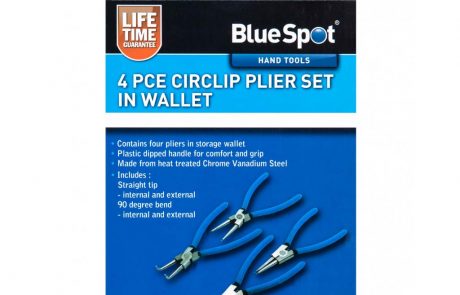 LIFE
TIME
GUARANTEE
BlueSpot®
HAND TOOLS
4 PCE CIRCLIP PLIER SET
IN WALLET
• Contains four pliers in storage wallet
• Plastic dipped handle for comfort and grip
• Made from heat treated Chrome Vanadium Steel
• Includes :
Straight tip
- internal and external
90 degree bend
- internal and external